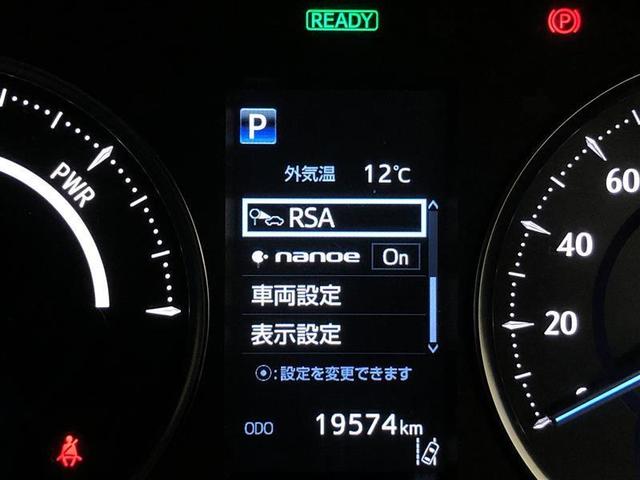 READY
P
P
PWR
外気温 12℃
RSA
nanoe On
車両設定
表示設定
⦿:設定を変更できます
ODO 19574km
60
40
20